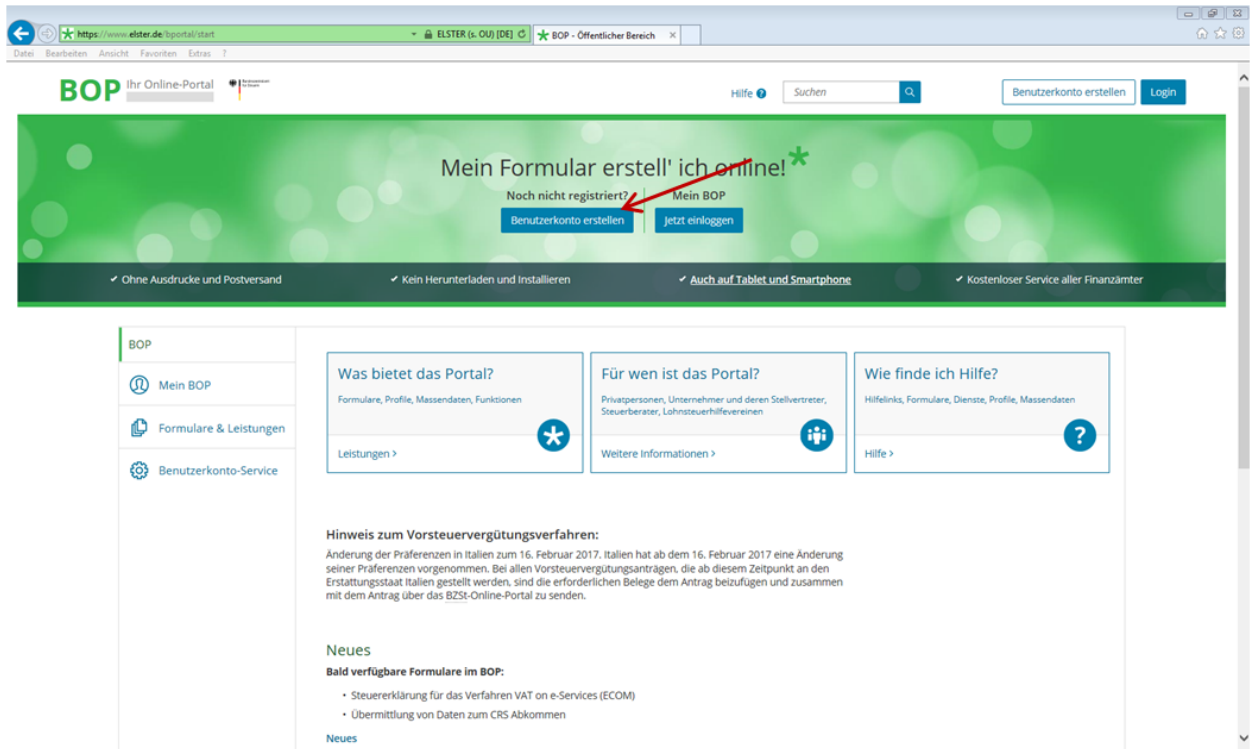 https://www.elster.de/bportal/start
ELSTER (s. OU) [DE]
BOP - Öffentlicher Bereich
Datei Bearbeiten Ansicht Favoriten Extras ?
BOP Ihr Online-Portal
Hilfe ?
Suchen
Benutzerkonto erstellen
Login
Mein Formular erstell' ich online!
Noch nicht registriert?
Mein BOP
Benutzerkonto erstellen
Jetzt einloggen
Ohne Ausdrucke und Postversand
Kein Herunterladen und Installieren
Auch auf Tablet und Smartphone
Kostenloser Service aller Finanzämter
BOP
Mein BOP
Formulare & Leistungen
Benutzerkonto-Service
Was bietet das Portal?
Formulare, Profile, Massendaten, Funktionen
Leistungen >
Für wen ist das Portal?
Privatpersonen, Unternehmer und deren Stellvertreter,
Steuerberater, Lohnsteuerhilfevereinen
Weitere Informationen >
Wie finde ich Hilfe?
Hilfelinks, Formulare, Dienste, Profile, Massendaten
?
Hilfe >
Hinweis zum Vorsteuervergütungsverfahren:
Änderung der Präferenzen in Italien zum 16. Februar 2017. Italien hat ab dem 16. Februar 2017 eine Änderung
seiner Präferenzen vorgenommen. Bei allen Vorsteuervergütungsanträgen, die ab diesem Zeitpunkt an den
Erstattungsstaat Italien gestellt werden, sind die erforderlichen Belege dem Antrag beizufügen und zusammen
mit dem Antrag über das BZSt-Online-Portal zu senden.
Neues
Bald verfügbare Formulare im BOP:
• Steuererklärung für das Verfahren VAT on e-Services (ECOM)
• Übermittlung von Daten zum CRS Abkommen
Neues